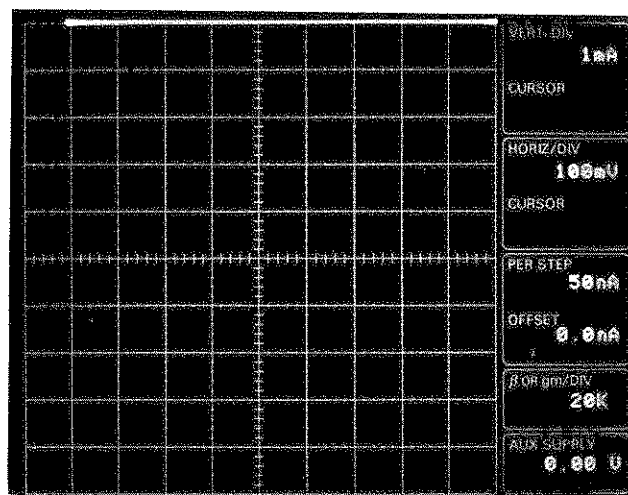 VERT/DIV
1mA
CURSOR
HORIZ/DIV
100mV
CURSOR
PER STEP
50nA
OFFSET
0.0nA
β OR gm/DIV
20K
AUX SUPPLY
0.00 V